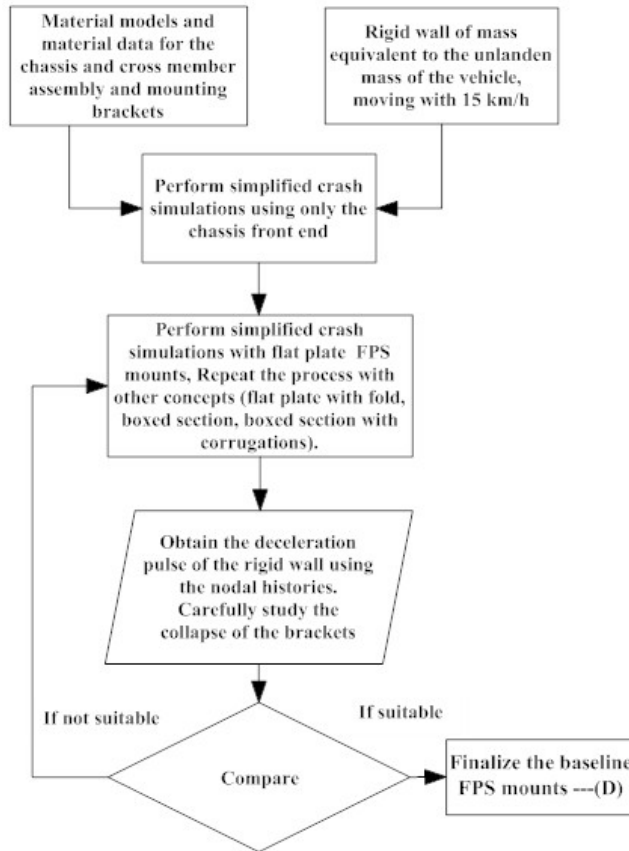 Material models and
material data for the
chassis and cross member
assembly and mounting
brackets
Rigid wall of mass
equivalent to the unlanden
mass of the vehicle,
moving with 15 km/h
Perform simplified crash
simulations using only the
chassis front end
Perform simplified crash
simulations with flat plate FPS
mounts, Repeat the process with
other concepts (flat plate with fold,
boxed section, boxed section with
corrugations).
Obtain the deceleration
pulse of the rigid wall using
the nodal histories.
Carefully study the
collapse of the brackets
If not suitable
If suitable
Compare
Finalize the baseline
FPS mounts ---(D)